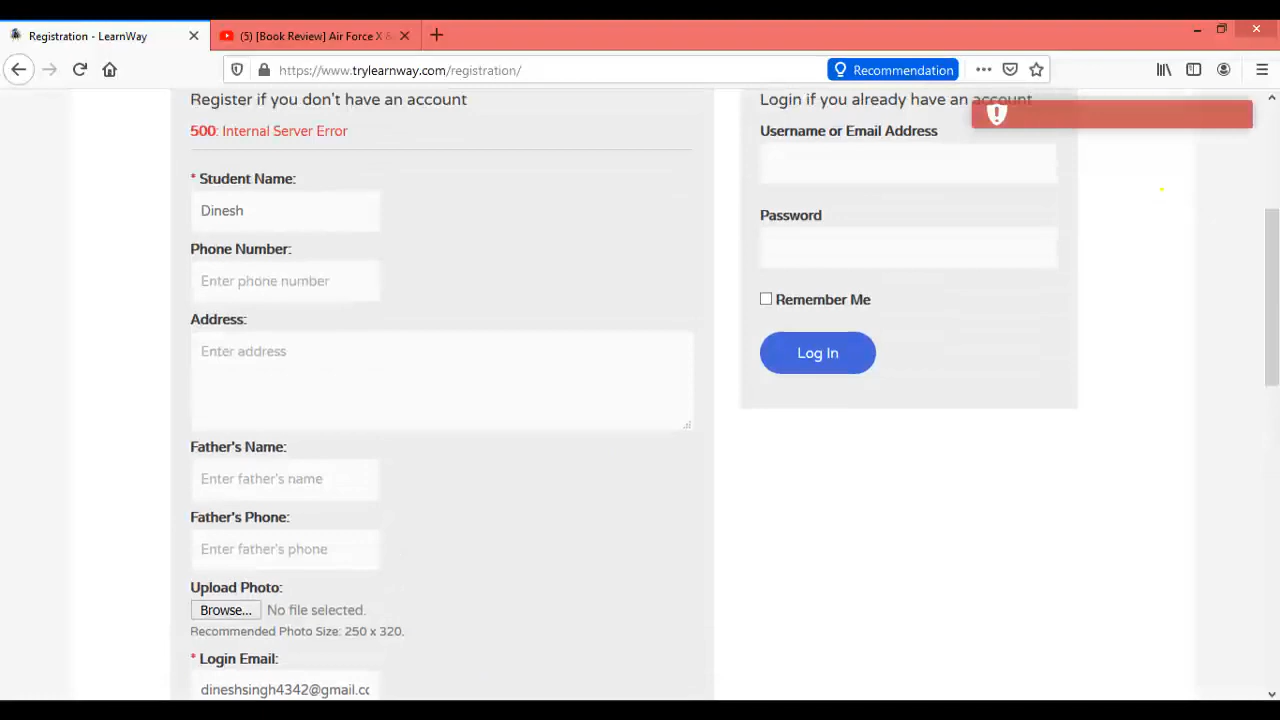 Registration - LearnWay
(5) [Book Review] Air Force X &
https://www.trylearnway.com/registration/
Recommendation
Register if you don't have an account
500: Internal Server Error
* Student Name:
Dinesh
Phone Number:
Enter phone number
Address:
Enter address
Father's Name:
Enter father's name
Father's Phone:
Enter father's phone
Upload Photo:
Browse... No file selected.
Recommended Photo Size: 250 x 320.
* Login Email:
dineshsingh4342@gmail.cc
Login if you already have an account
Username or Email Address
Password
Remember Me
Log In